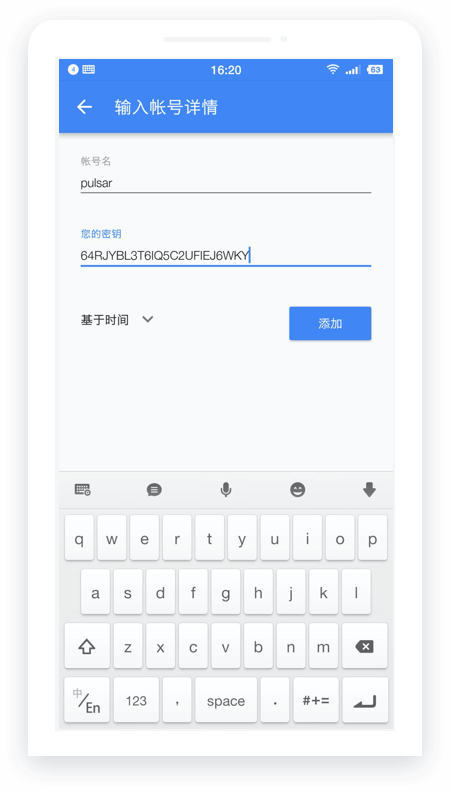 4 16:20 63
输入帐号详情
帐号名
pulsar
您的密钥
64RJYBL3T6IQ5C2UFIEJ6WKY
基于时间 添加
q w e r t y u i o p
a s d f g h j k l
z x c v b n m
中/En 123 , space . #+=